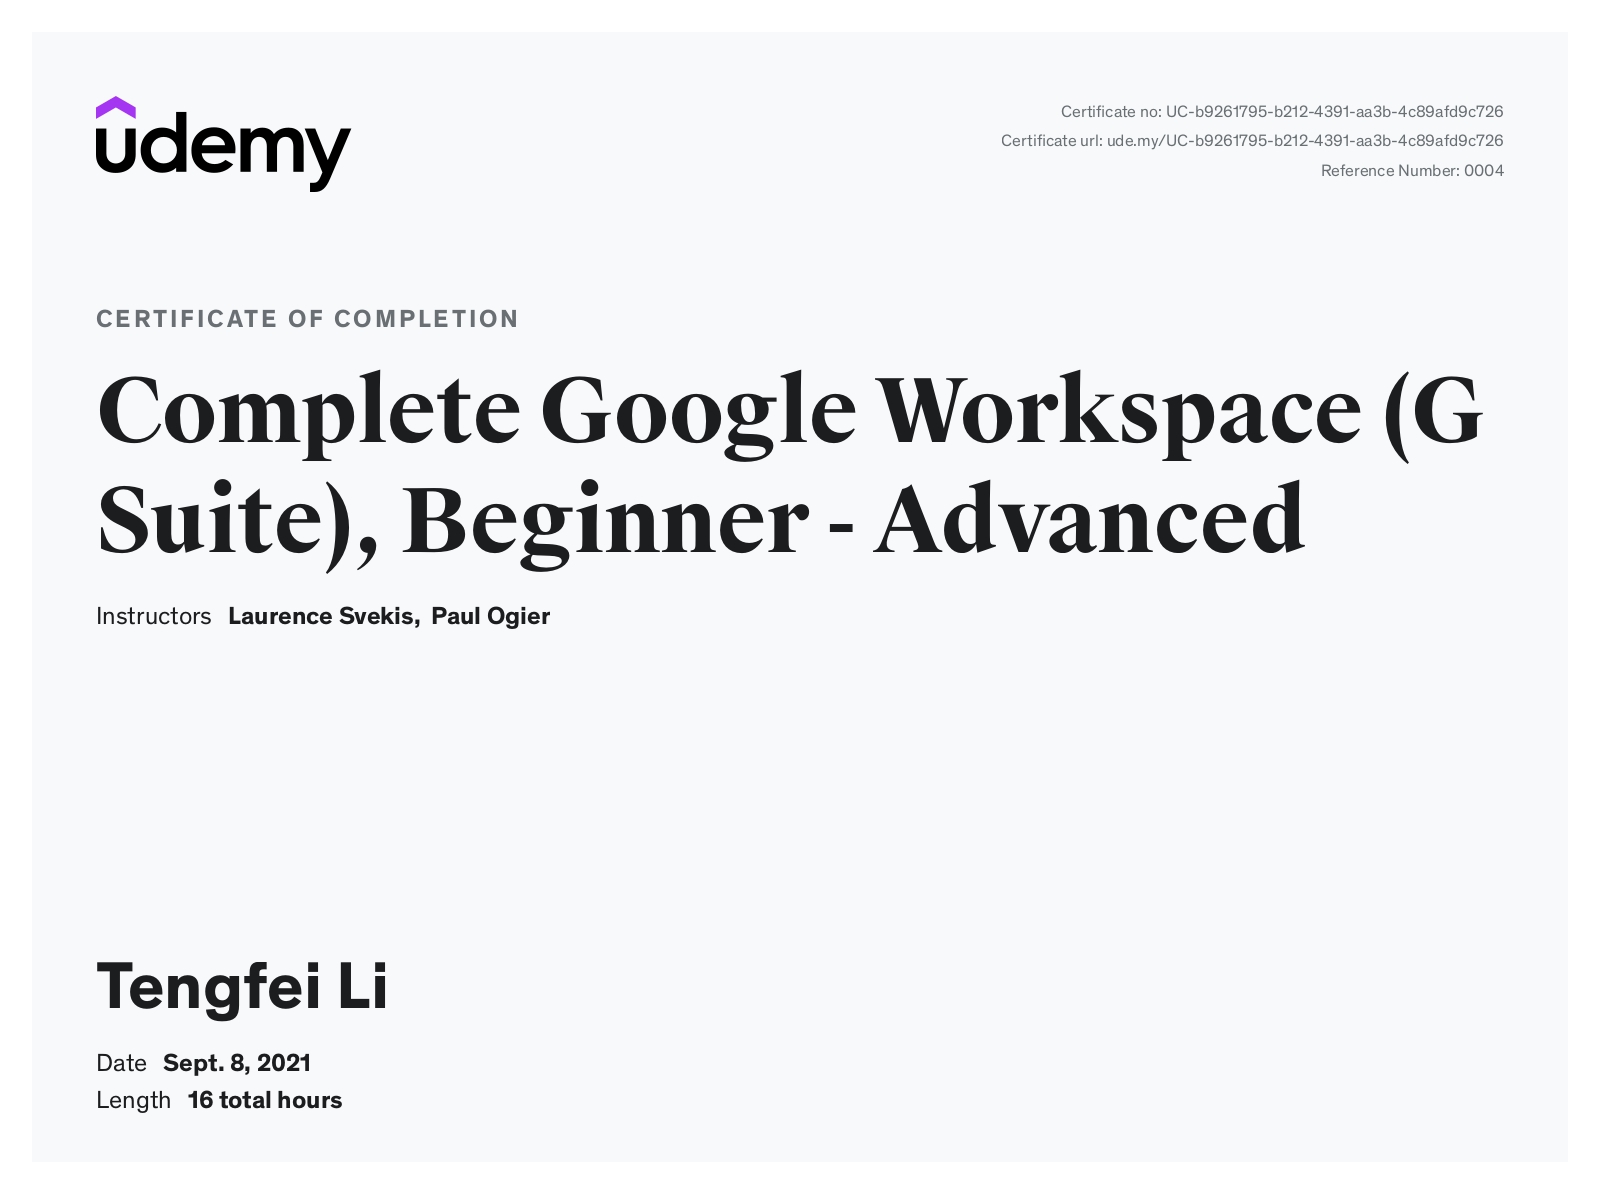 udemy
Certificate no: UC-b9261795-b212-4391-aa3b-4c89afd9c726
Certificate url: ude.my/UC-b9261795-b212-4391-aa3b-4c89afd9c726
Reference Number: 0004
CERTIFICATE OF COMPLETION
Complete Google Workspace (G
Suite), Beginner - Advanced
Instructors Laurence Svekis, Paul Ogier
Tengfei Li
Date Sept. 8, 2021
Length 16 total hours